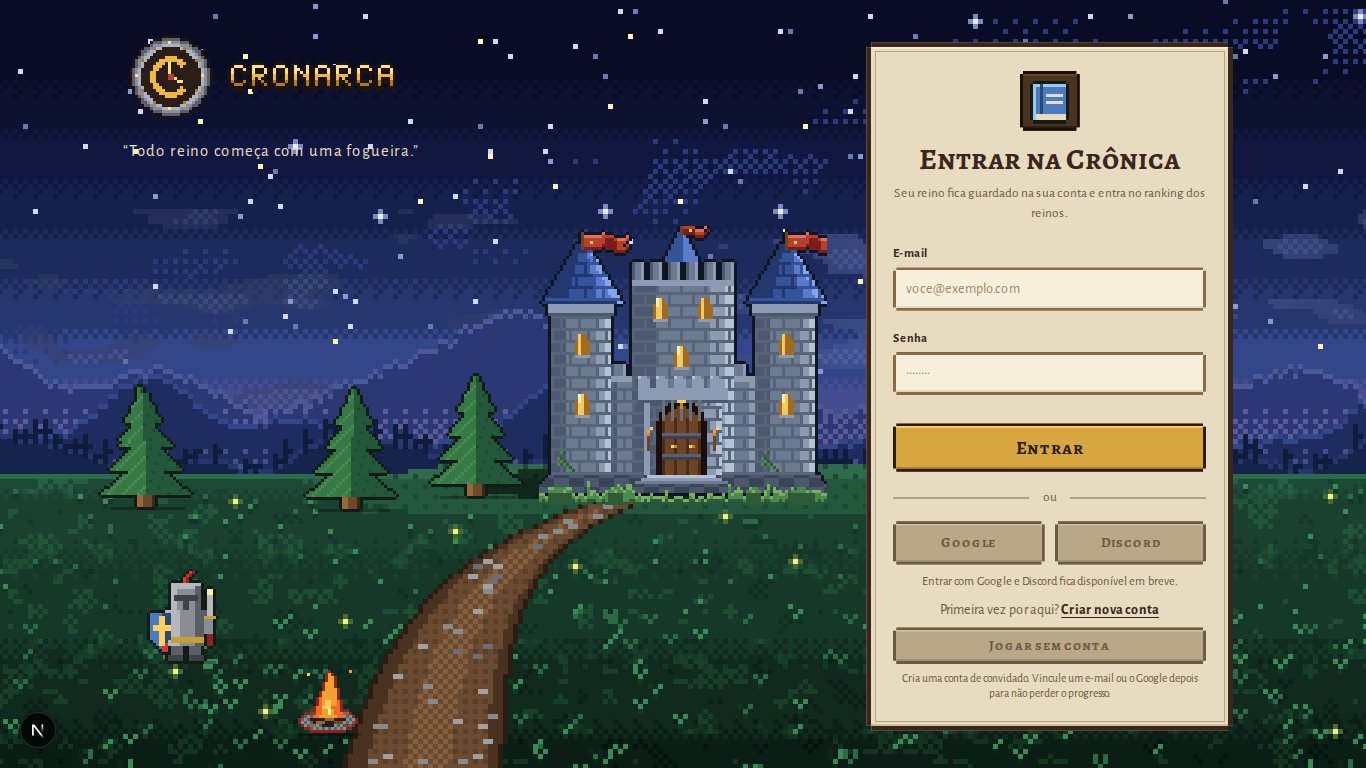 CRONARCA
“Todo reino começa com uma fogueira.”
Entrar na Crônica
Seu reino fica guardado na sua conta e entra no ranking dos
reinos.
E-mail
voce@exemplo.com
Senha
········
Entrar
ou
Google
Discord
Entrar com Google e Discord fica disponível em breve.
Primeira vez por aqui? Criar nova conta
Jogar sem conta
Cria uma conta de convidado. Vincule um e-mail ou o Google depois
para não perder o progresso.
N